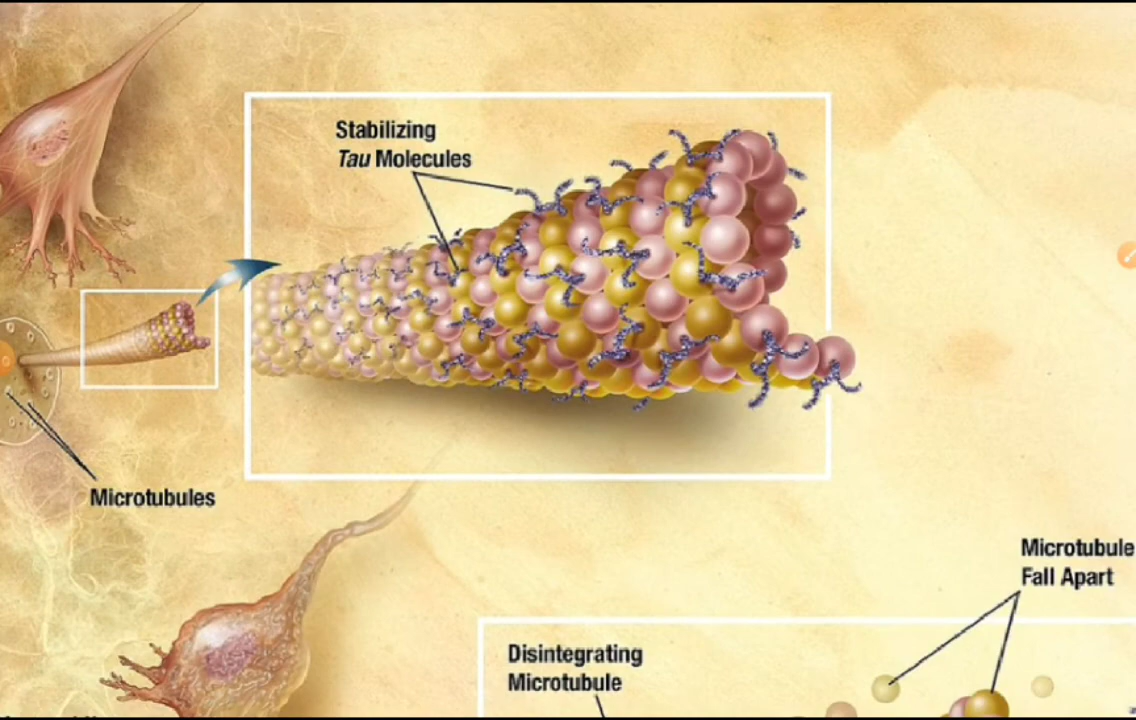 Stabilizing
Tau Molecules
Microtubules
Microtubule
Fall Apart
Disintegrating
Microtubule